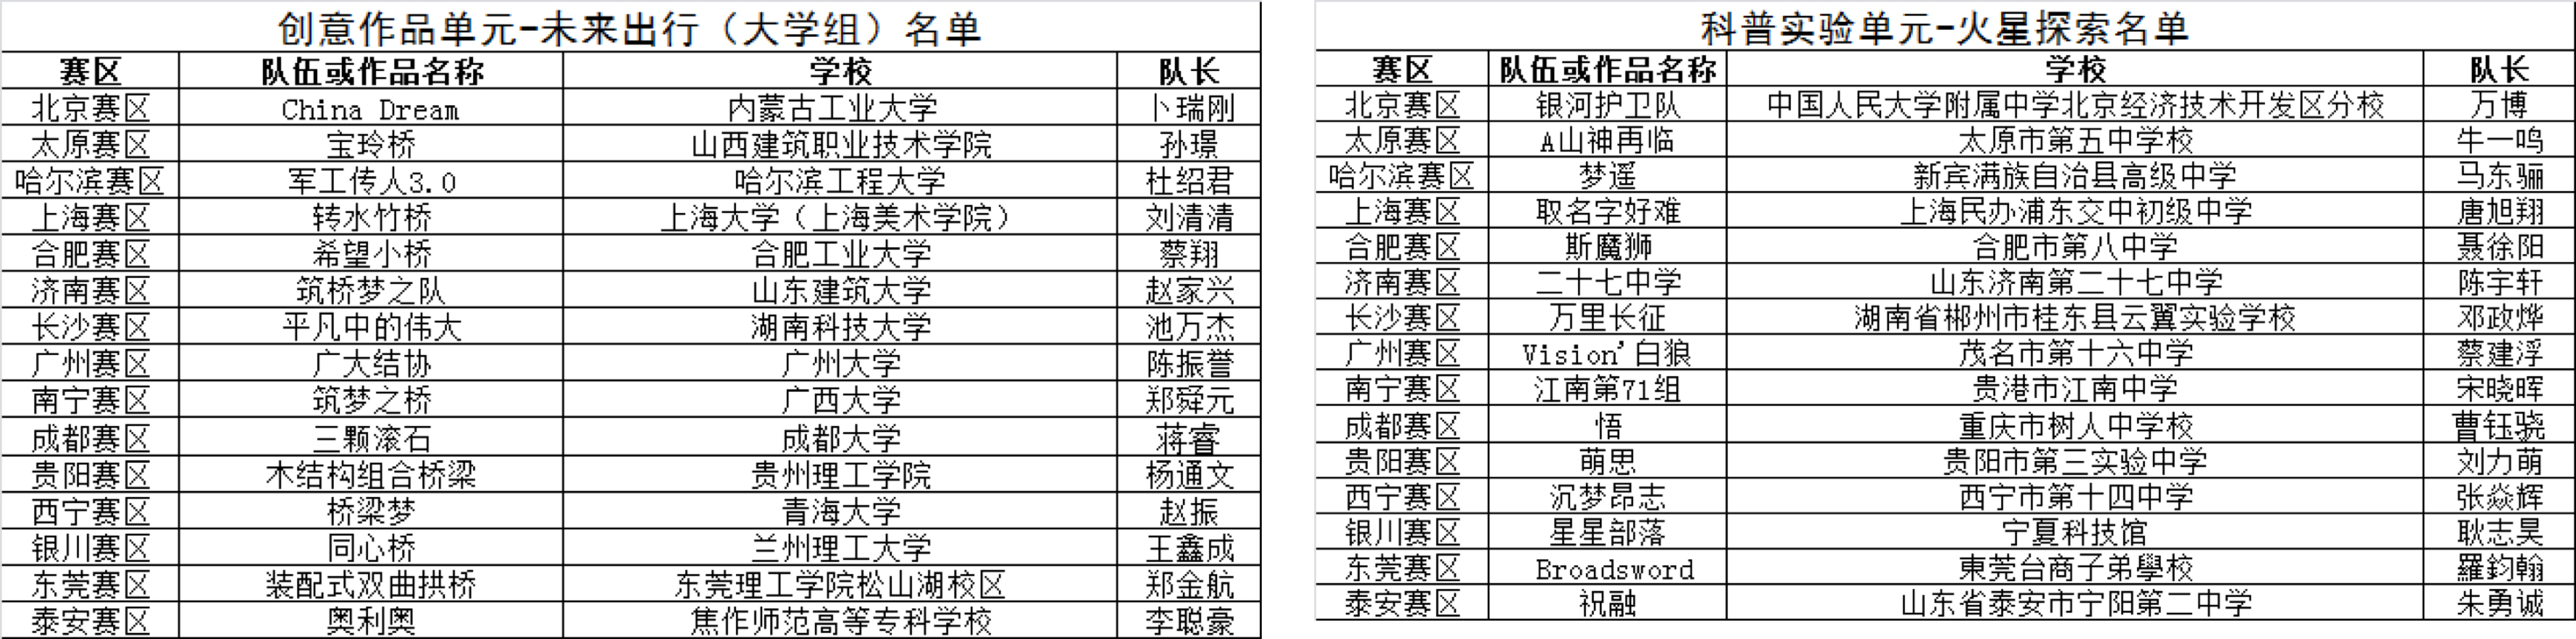 创意作品单元-未来出行（大学组）名单
赛区 队伍或作品名称 学校 队长
北京赛区 China Dream 内蒙古工业大学 卜瑞刚
太原赛区 宝玲桥 山西建筑职业技术学院 孙璟
哈尔滨赛区 军工传人3.0 哈尔滨工程大学 杜绍君
上海赛区 转水竹桥 上海大学（上海美术学院） 刘清清
合肥赛区 希望小桥 合肥工业大学 蔡翔
济南赛区 筑桥梦之队 山东建筑大学 赵家兴
长沙赛区 平凡中的伟大 湖南科技大学 池万杰
广州赛区 广大结协 广州大学 陈振誉
南宁赛区 筑梦之桥 广西大学 郑舜元
成都赛区 三颗滚石 成都大学 蒋睿
贵阳赛区 木结构组合桥梁 贵州理工学院 杨通文
西宁赛区 桥梁梦 青海大学 赵振
银川赛区 同心桥 兰州理工大学 王鑫成
东莞赛区 装配式双曲拱桥 东莞理工学院松山湖校区 郑金航
泰安赛区 奥利奥 焦作师范高等专科学校 李聪豪
科普实验单元-火星探索名单
赛区 队伍或作品名称 学校 队长
北京赛区 银河护卫队 中国人民大学附属中学北京经济技术开发区分校 万博
太原赛区 A山神再临 太原市第五中学校 牛一鸣
哈尔滨赛区 梦遥 新宾满族自治县高级中学 马东骊
上海赛区 取名字好难 上海民办浦东交中初级中学 唐旭翔
合肥赛区 斯魔狮 合肥市第八中学 聂徐阳
济南赛区 二十七中学 山东济南第二十七中学 陈宇轩
长沙赛区 万里长征 湖南省郴州市桂东县云翼实验学校 邓政烨
广州赛区 Vision'白狼 茂名市第十六中学 蔡建浮
南宁赛区 江南第71组 贵港市江南中学 宋晓晖
成都赛区 悟 重庆市树人中学校 曹钰骁
贵阳赛区 萌思 贵阳市第三实验中学 刘力萌
西宁赛区 沉梦昂志 西宁市第十四中学 张焱辉
银川赛区 星星部落 宁夏科技馆 耿志昊
东莞赛区 Broadsword 東莞台商子弟學校 羅鈞翰
泰安赛区 祝融 山东省泰安市宁阳第二中学 朱勇诚